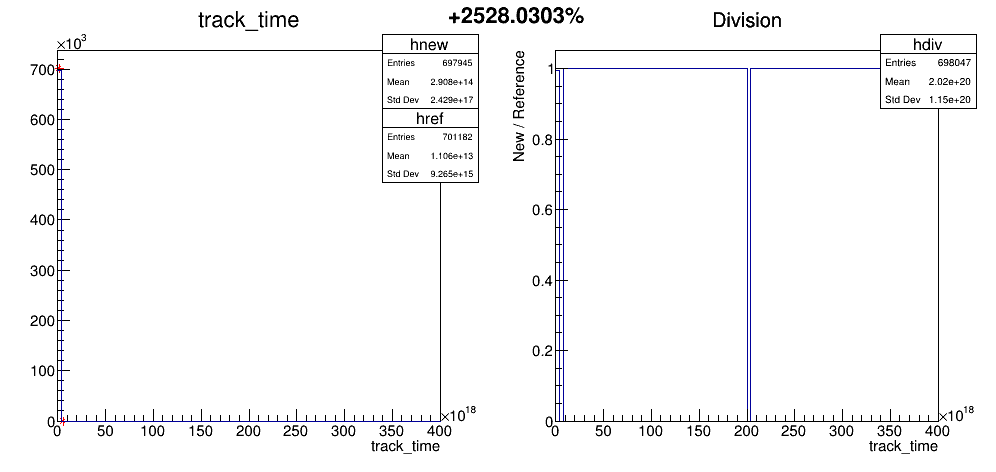 +2528.0303%
track_time
×10³
hnew
Entries 697945
Mean 2.908e+14
Std Dev 2.429e+17
href
Entries 701182
Mean 1.106e+13
Std Dev 9.265e+15
700
600
500
400
300
200
100
0
0 50 100 150 200 250 300 350 400
×10¹⁸
track_time
Division
hdiv
Entries 698047
Mean 2.02e+20
Std Dev 1.15e+20
New / Reference
1
0.8
0.6
0.4
0.2
0
0 50 100 150 200 250 300 350 400
×10¹⁸
track_time